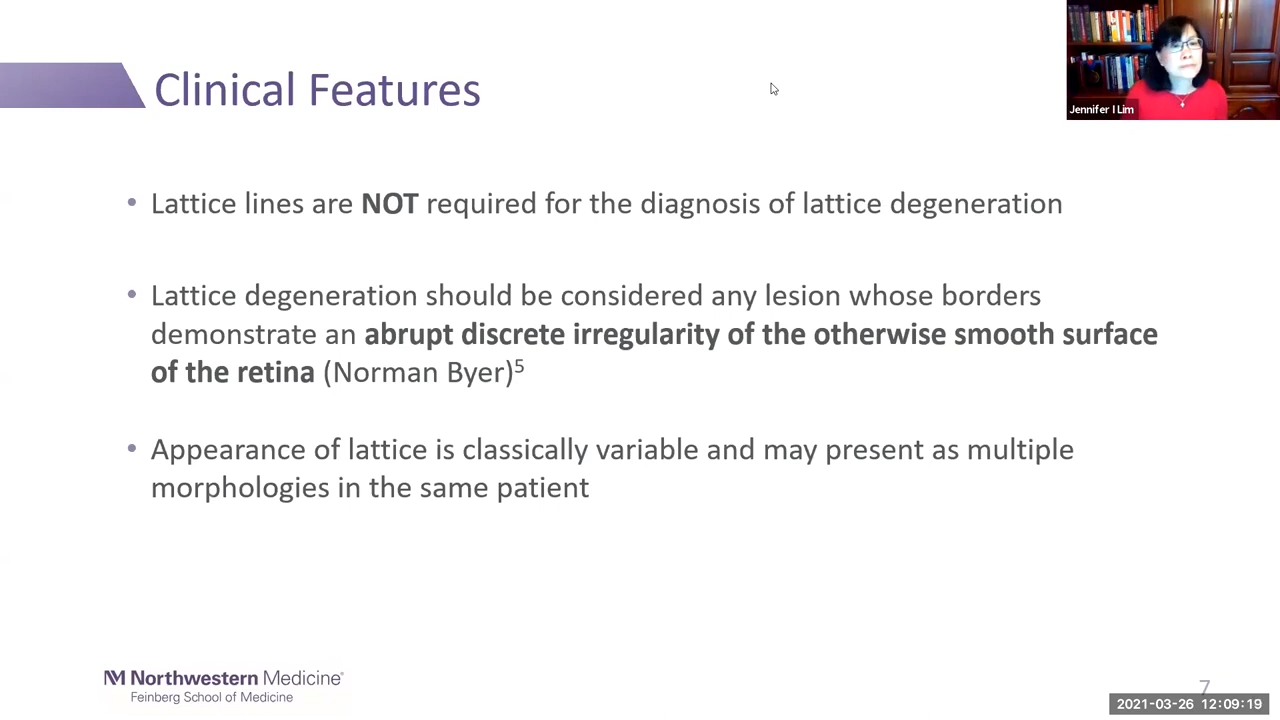 Clinical Features
Jennifer I Lim
• Lattice lines are NOT required for the diagnosis of lattice degeneration
• Lattice degeneration should be considered any lesion whose borders
demonstrate an abrupt discrete irregularity of the otherwise smooth surface
of the retina (Norman Byer)5
• Appearance of lattice is classically variable and may present as multiple
morphologies in the same patient
Northwestern Medicine®
Feinberg School of Medicine
7
2021-03-26 12:09:19